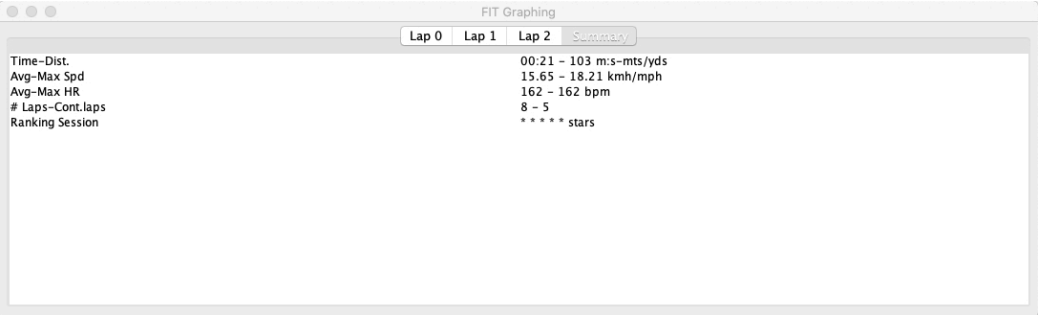 FIT Graphing
Lap 0 Lap 1 Lap 2 Summary
Time-Dist. 00:21 - 103 m:s-mts/yds
Avg-Max Spd 15.65 - 18.21 kmh/mph
Avg-Max HR 162 - 162 bpm
# Laps-Cont.laps 8 - 5
Ranking Session * * * * * stars